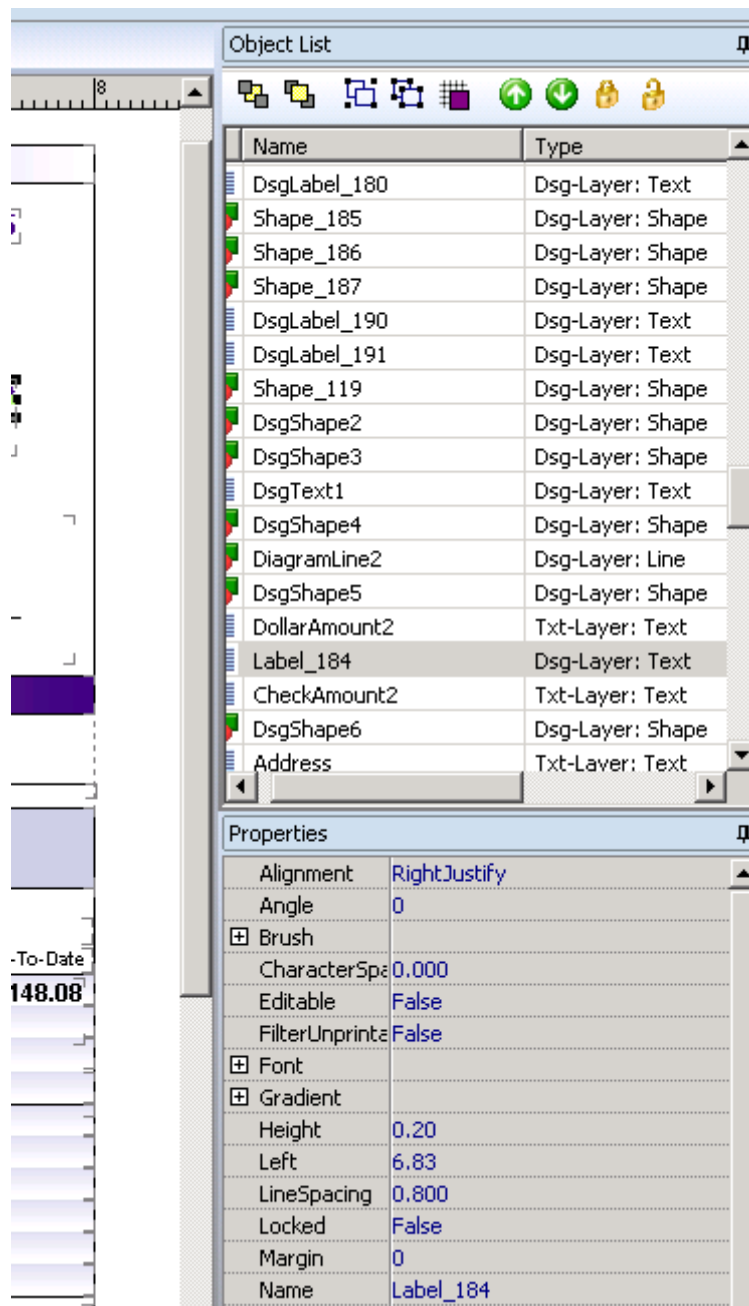 Object List
8
Name Type
DsgLabel_180 Dsg-Layer: Text
Shape_185 Dsg-Layer: Shape
Shape_186 Dsg-Layer: Shape
Shape_187 Dsg-Layer: Shape
DsgLabel_190 Dsg-Layer: Text
DsgLabel_191 Dsg-Layer: Text
Shape_119 Dsg-Layer: Shape
DsgShape2 Dsg-Layer: Shape
DsgShape3 Dsg-Layer: Shape
DsgText1 Dsg-Layer: Text
DsgShape4 Dsg-Layer: Shape
DiagramLine2 Dsg-Layer: Line
DsgShape5 Dsg-Layer: Shape
DollarAmount2 Txt-Layer: Text
Label_184 Dsg-Layer: Text
CheckAmount2 Txt-Layer: Text
DsgShape6 Dsg-Layer: Shape
Address Txt-Layer: Text
Properties
Alignment RightJustify
Angle 0
Brush
CharacterSpa 0.000
Editable False
FilterUnprinta False
Font
Gradient
Height 0.20
Left 6.83
LineSpacing 0.800
Locked False
Margin 0
Name Label_184
-To-Date
148.08